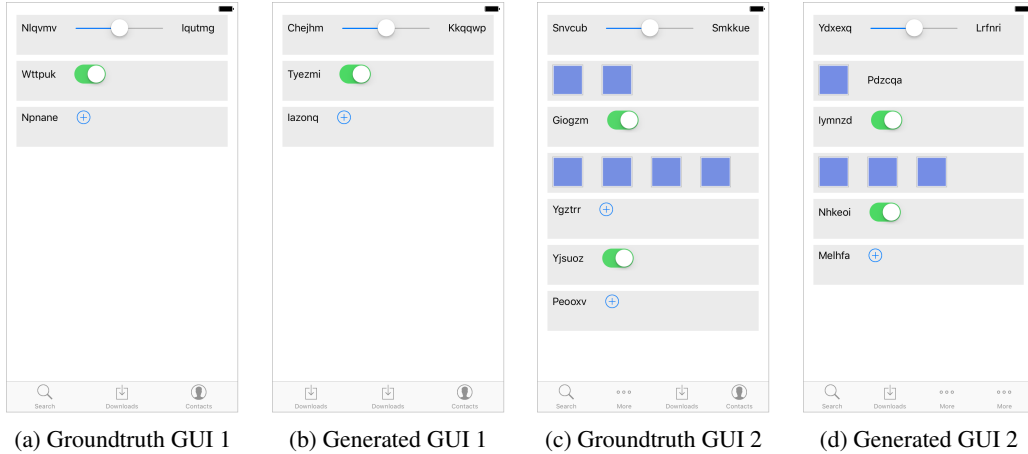 Nlqvmv Iqutmg
Wttpuk
Npnane
Search Downloads Contacts
(a) Groundtruth GUI 1
Chejhm Kkqqwp
Tyezmi
Iazonq
Downloads Downloads Contacts
(b) Generated GUI 1
Snvcub Smkkue
Giogzm
Ygztrr
Yjsuoz
Peooxv
Search More Downloads Contacts
(c) Groundtruth GUI 2
Ydxexq Lrfnri
Pdzcqa
Iymnzd
Nhkeoi
Melhfa
Search Downloads More More
(d) Generated GUI 2